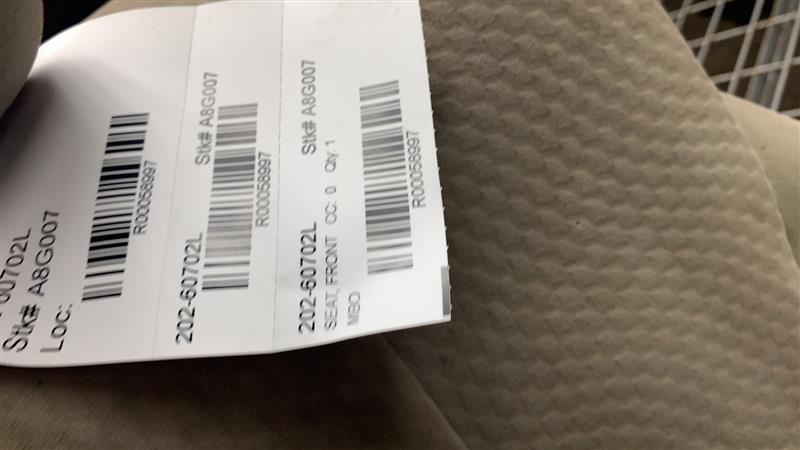 Stk# A8G007
Loc:
R00058997
202-60702L Stk# A8G007
R00058997
202-60702L Stk# A8G007
SEAT, FRONT CC: 0 Qty: 1
MBO
R00058997